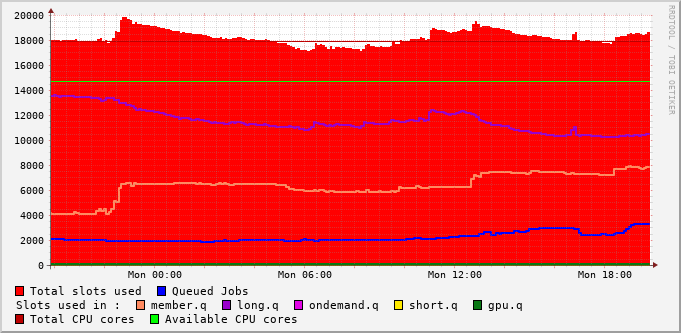 20000
18000
16000
14000
12000
10000
8000
6000
4000
2000
0
Mon 00:00 Mon 06:00 Mon 12:00 Mon 18:00
RRDTOOL / TOBI OETIKER
Total slots used Queued Jobs
Slots used in : member.q long.q ondemand.q short.q gpu.q
Total CPU cores Available CPU cores